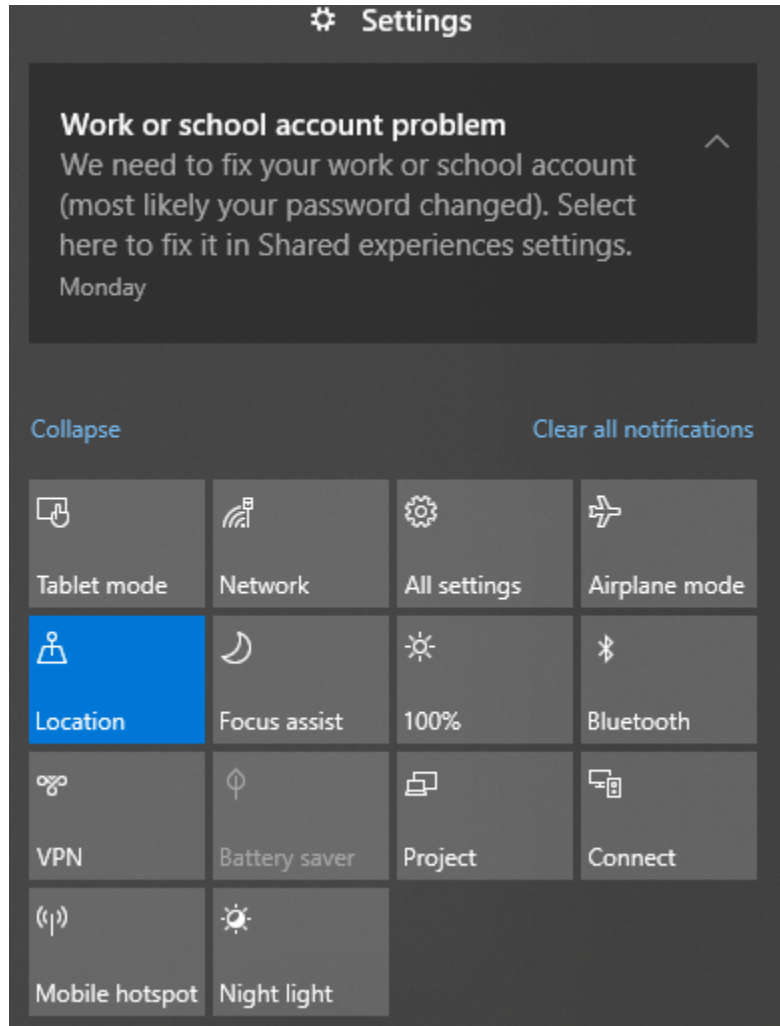 Settings
Work or school account problem
We need to fix your work or school account
(most likely your password changed). Select
here to fix it in Shared experiences settings.
Monday
Collapse
Clear all notifications
Tablet mode
Network
All settings
Airplane mode
Location
Focus assist
100%
Bluetooth
VPN
Battery saver
Project
Connect
Mobile hotspot
Night light